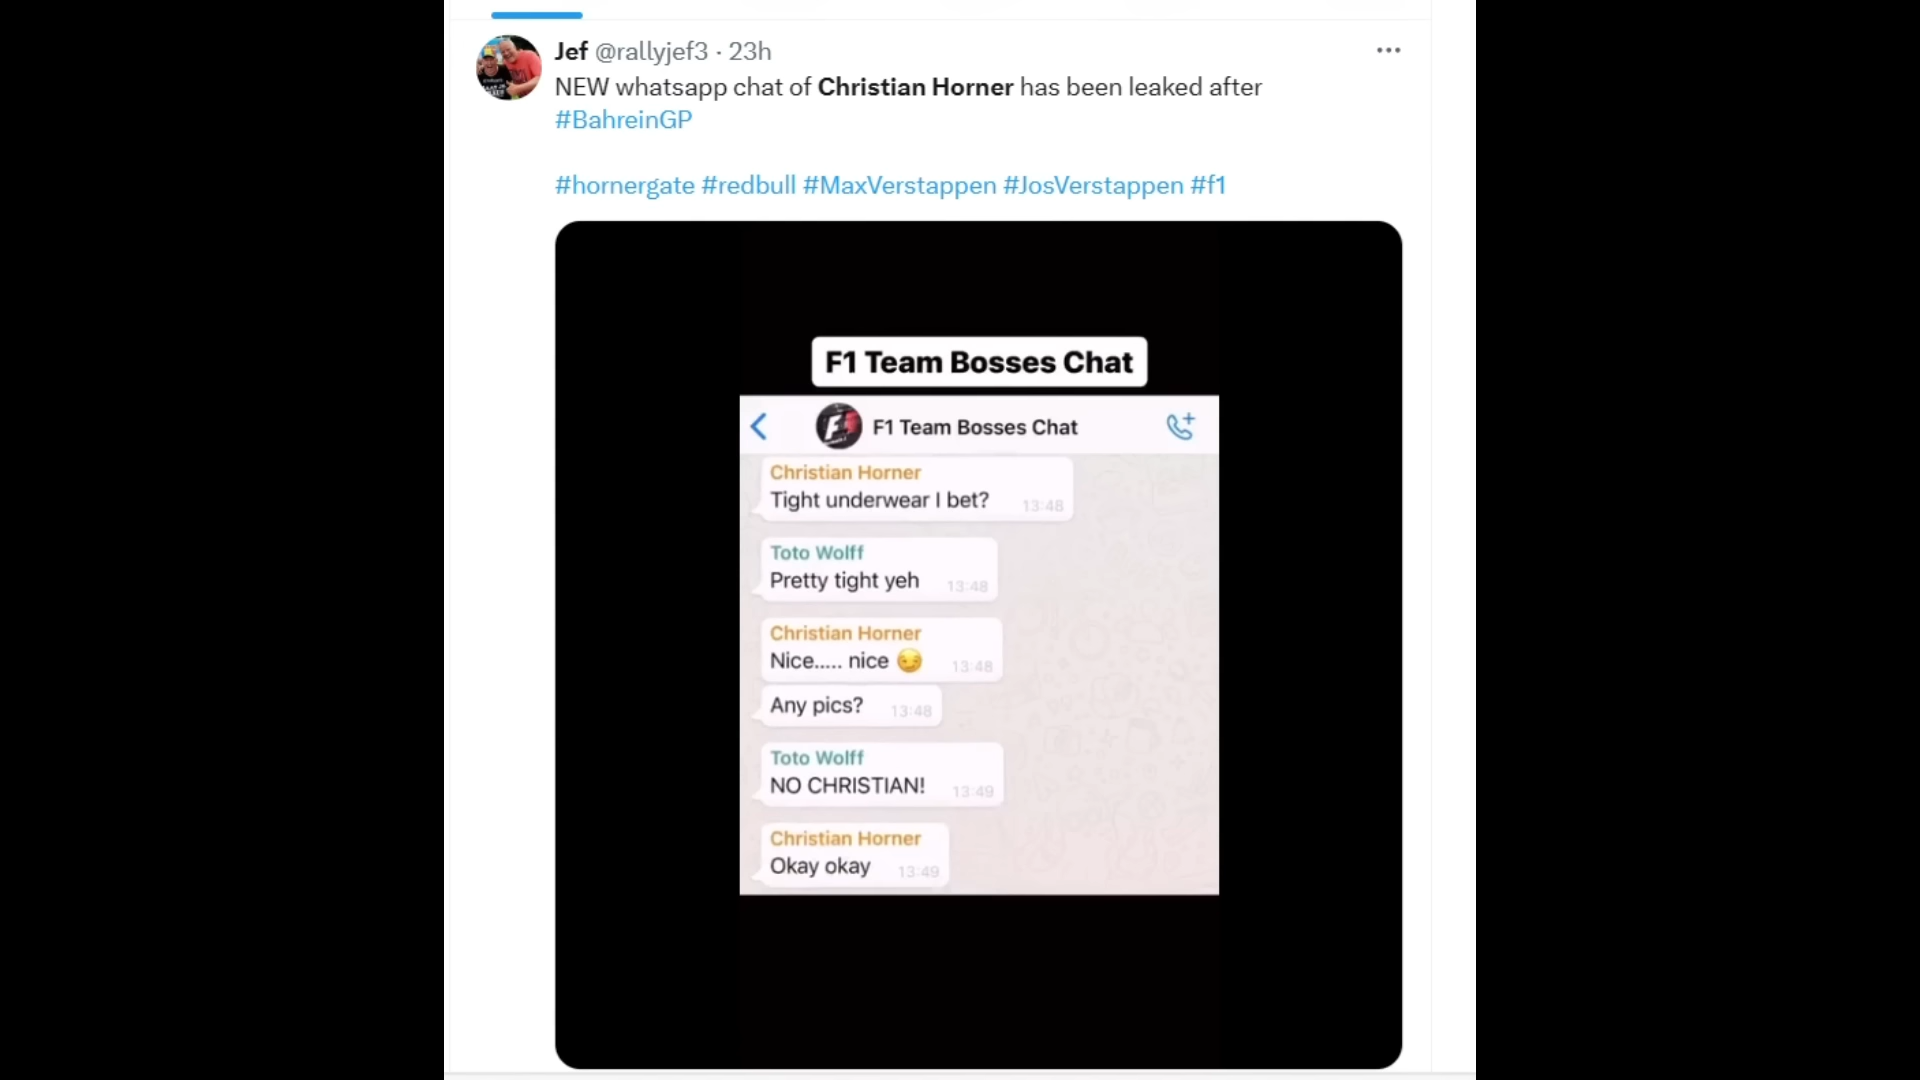 Jef @rallyjef3 · 23h
NEW whatsapp chat of Christian Horner has been leaked after
#BahreinGP
#hornergate #redbull #MaxVerstappen #JosVerstappen #f1
F1 Team Bosses Chat
F1 Team Bosses Chat
Christian Horner
Tight underwear I bet? 13:48
Toto Wolff
Pretty tight yeh 13:48
Christian Horner
Nice..... nice 😏 13:48
Any pics? 13:48
Toto Wolff
NO CHRISTIAN! 13:49
Christian Horner
Okay okay 13:49